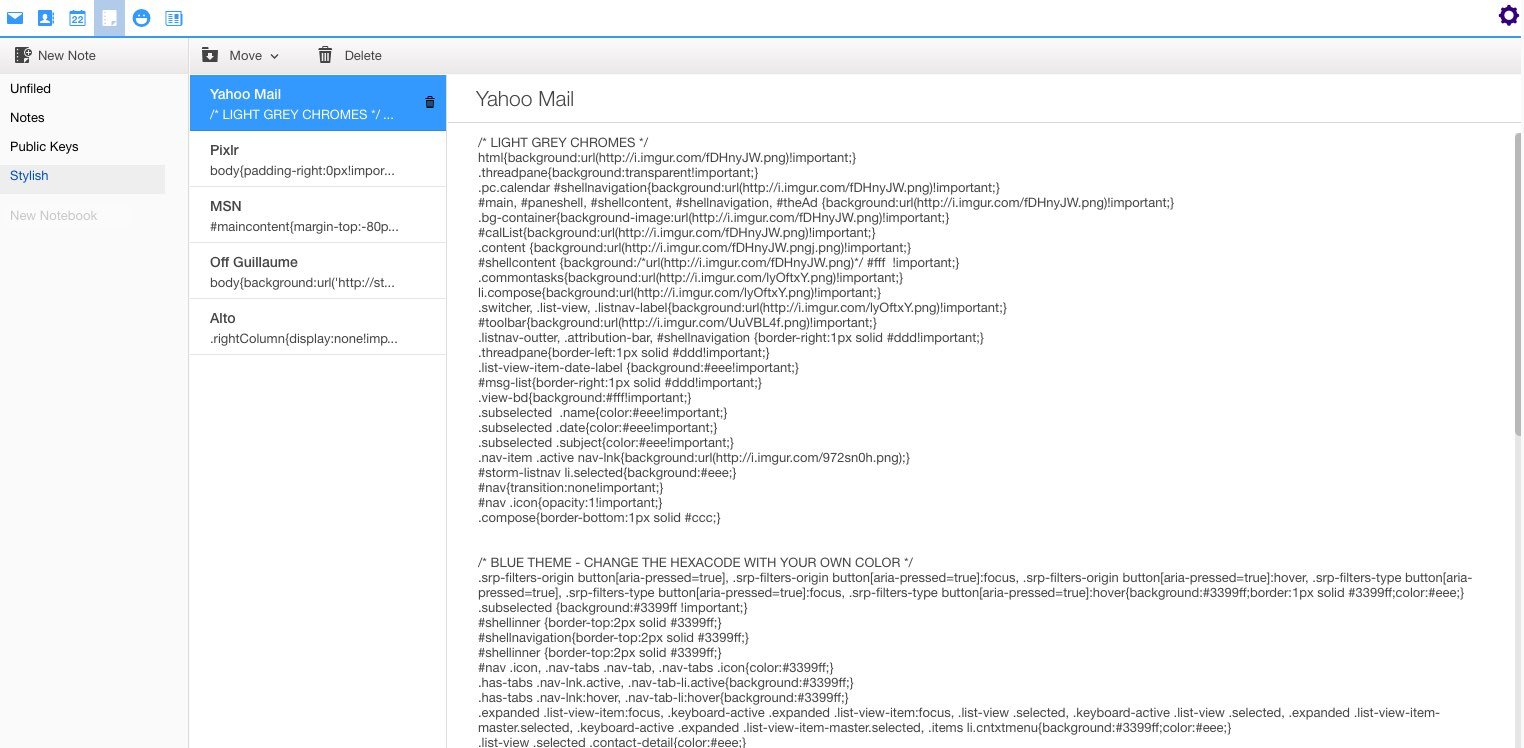 22
New Note
Move
Delete
Unfiled
Notes
Public Keys
Stylish
New Notebook
Yahoo Mail
/* LIGHT GREY CHROMES */ ...
Pixlr
body{padding-right:0px!impor...
MSN
#maincontent{margin-top:-80p...
Off Guillaume
body{background:url('http://st...
Alto
.rightColumn{display:none!imp...
Yahoo Mail
/* LIGHT GREY CHROMES */
html{background:url(http://i.imgur.com/fDHnyJW.png)!important;}
.threadpane{background:transparent!important;}
.pc.calendar #shellnavigation{background:url(http://i.imgur.com/fDHnyJW.png)!important;}
#main, #paneshell, #shellcontent, #shellnavigation, #theAd {background:url(http://i.imgur.com/fDHnyJW.png)!important;}
.bg-container{background-image:url(http://i.imgur.com/fDHnyJW.png)!important;}
#calList{background:url(http://i.imgur.com/fDHnyJW.png)!important;}
.content {background:url(http://i.imgur.com/fDHnyJW.pngj.png)!important;}
#shellcontent {background:/*url(http://i.imgur.com/fDHnyJW.png)*/ #fff  !important;}
.commontasks{background:url(http://i.imgur.com/lyOftxY.png)!important;}
li.compose{background:url(http://i.imgur.com/lyOftxY.png)!important;}
.switcher, .list-view, .listnav-label{background:url(http://i.imgur.com/lyOftxY.png)!important;}
#toolbar{background:url(http://i.imgur.com/UuVBL4f.png)!important;}
.listnav-outter, .attribution-bar, #shellnavigation {border-right:1px solid #ddd!important;}
.threadpane{border-left:1px solid #ddd!important;}
.list-view-item-date-label {background:#eee!important;}
#msg-list{border-right:1px solid #ddd!important;}
.view-bd{background:#fff!important;}
.subselected  .name{color:#eee!important;}
.subselected .date{color:#eee!important;}
.subselected .subject{color:#eee!important;}
.nav-item .active nav-lnk{background:url(http://i.imgur.com/972sn0h.png);}
#storm-listnav li.selected{background:#eee;}
#nav{transition:none!important;}
#nav .icon{opacity:1!important;}
.compose{border-bottom:1px solid #ccc;}
/* BLUE THEME - CHANGE THE HEXACODE WITH YOUR OWN COLOR */
.srp-filters-origin button[aria-pressed=true], .srp-filters-origin button[aria-pressed=true]:focus, .srp-filters-origin button[aria-pressed=true]:hover, .srp-filters-type button[aria-
pressed=true], .srp-filters-type button[aria-pressed=true]:focus, .srp-filters-type button[aria-pressed=true]:hover{background:#3399ff;border:1px solid #3399ff;color:#eee;}
.subselected {background:#3399ff !important;}
#shellinner {border-top:2px solid #3399ff;}
#shellnavigation{border-top:2px solid #3399ff;}
#shellinner {border-top:2px solid #3399ff;}
#nav .icon, .nav-tabs .nav-tab, .nav-tabs .icon{color:#3399ff;}
.has-tabs .nav-lnk.active, .nav-tab-li.active{background:#3399ff;}
.has-tabs .nav-lnk:hover, .nav-tab-li:hover{background:#3399ff;}
.expanded .list-view-item:focus, .keyboard-active .expanded .list-view-item:focus, .list-view .selected, .keyboard-active .list-view .selected, .expanded .list-view-item-
master.selected, .keyboard-active .expanded .list-view-item-master.selected, .items li.cntxtmenu{background:#3399ff;color:#eee;}
.list-view .selected .contact-detail{color:#eee;}